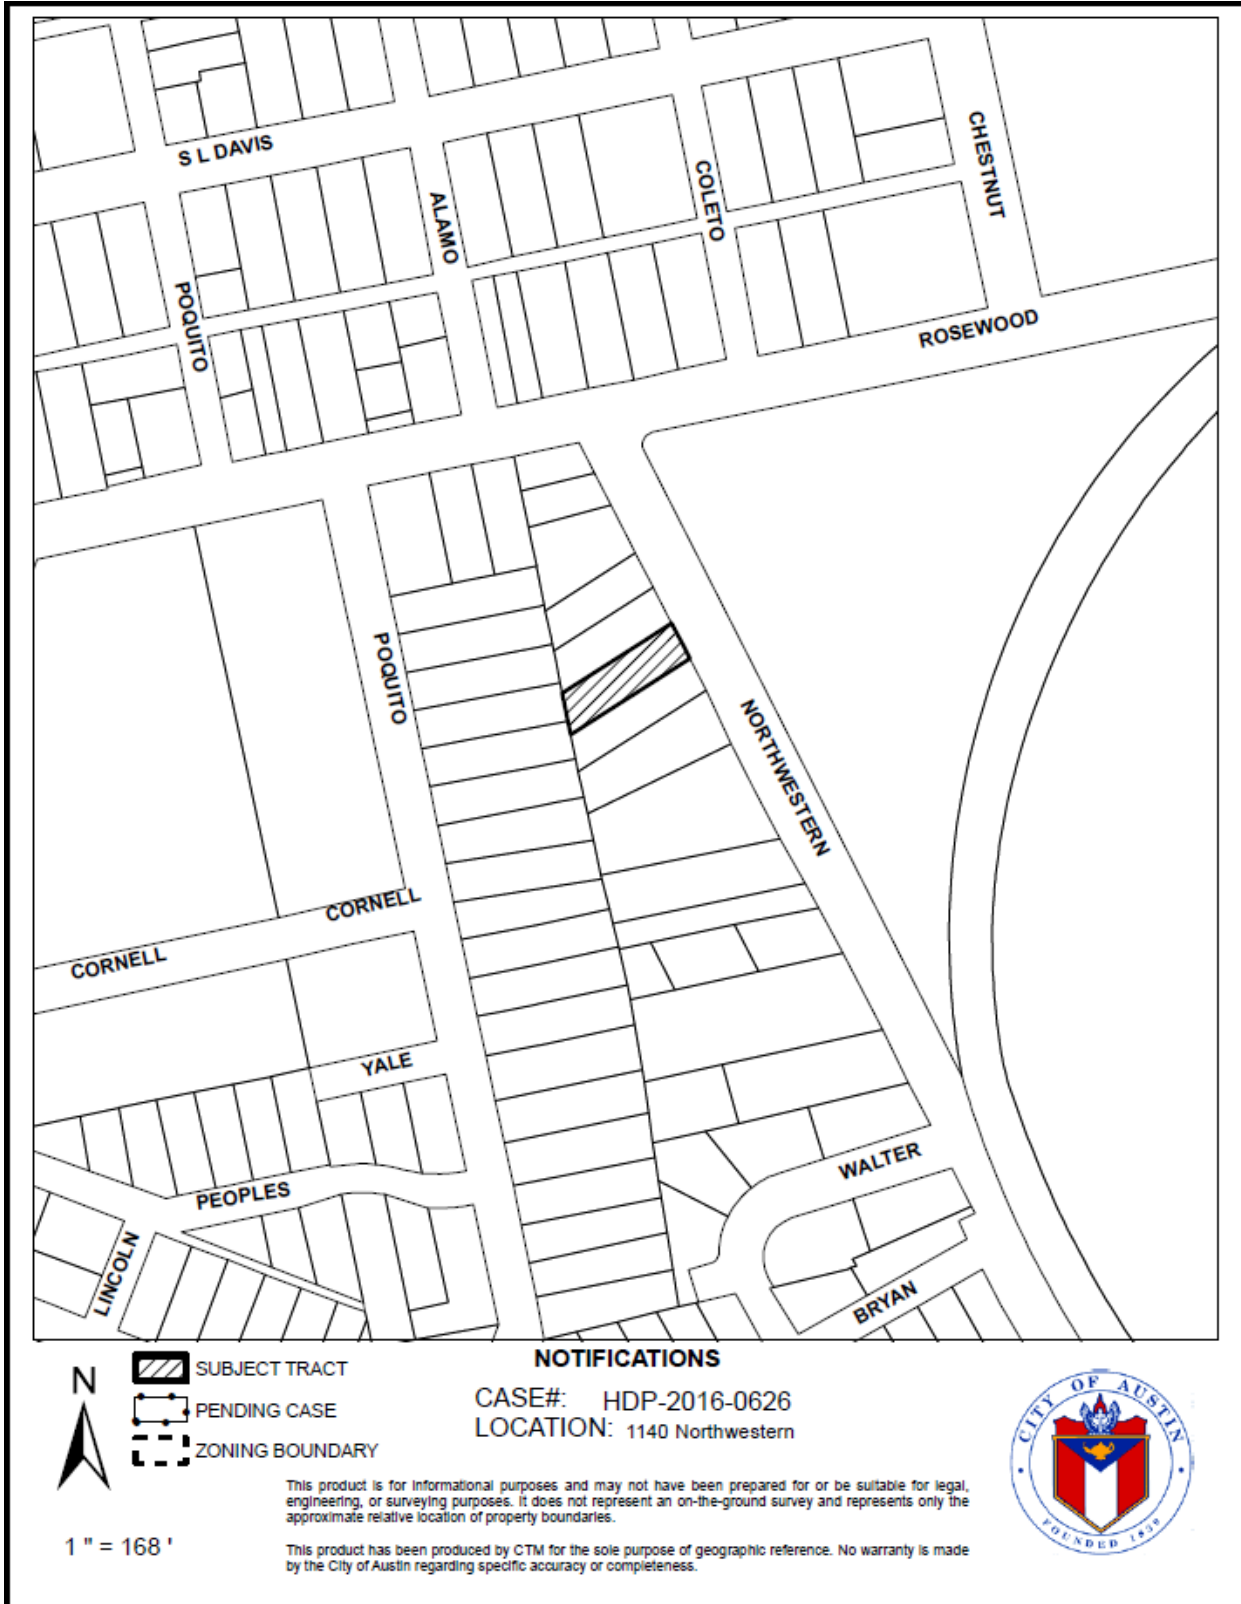 S L DAVIS
CHESTNUT
COLETO
ALAMO
POQUITO
ROSEWOOD
POQUITO
NORTHWESTERN
CORNELL
CORNELL
YALE
WALTER
PEOPLES
LINCOLN
BRYAN
N
1 " = 168 '
SUBJECT TRACT
PENDING CASE
ZONING BOUNDARY
NOTIFICATIONS
CASE#: HDP-2016-0626
LOCATION: 1140 Northwestern
This product is for informational purposes and may not have been prepared for or be suitable for legal,
engineering, or surveying purposes. It does not represent an on-the-ground survey and represents only the
approximate relative location of property boundaries.
This product has been produced by CTM for the sole purpose of geographic reference. No warranty is made
by the City of Austin regarding specific accuracy or completeness.
CITY OF AUSTIN
FOUNDED 1839